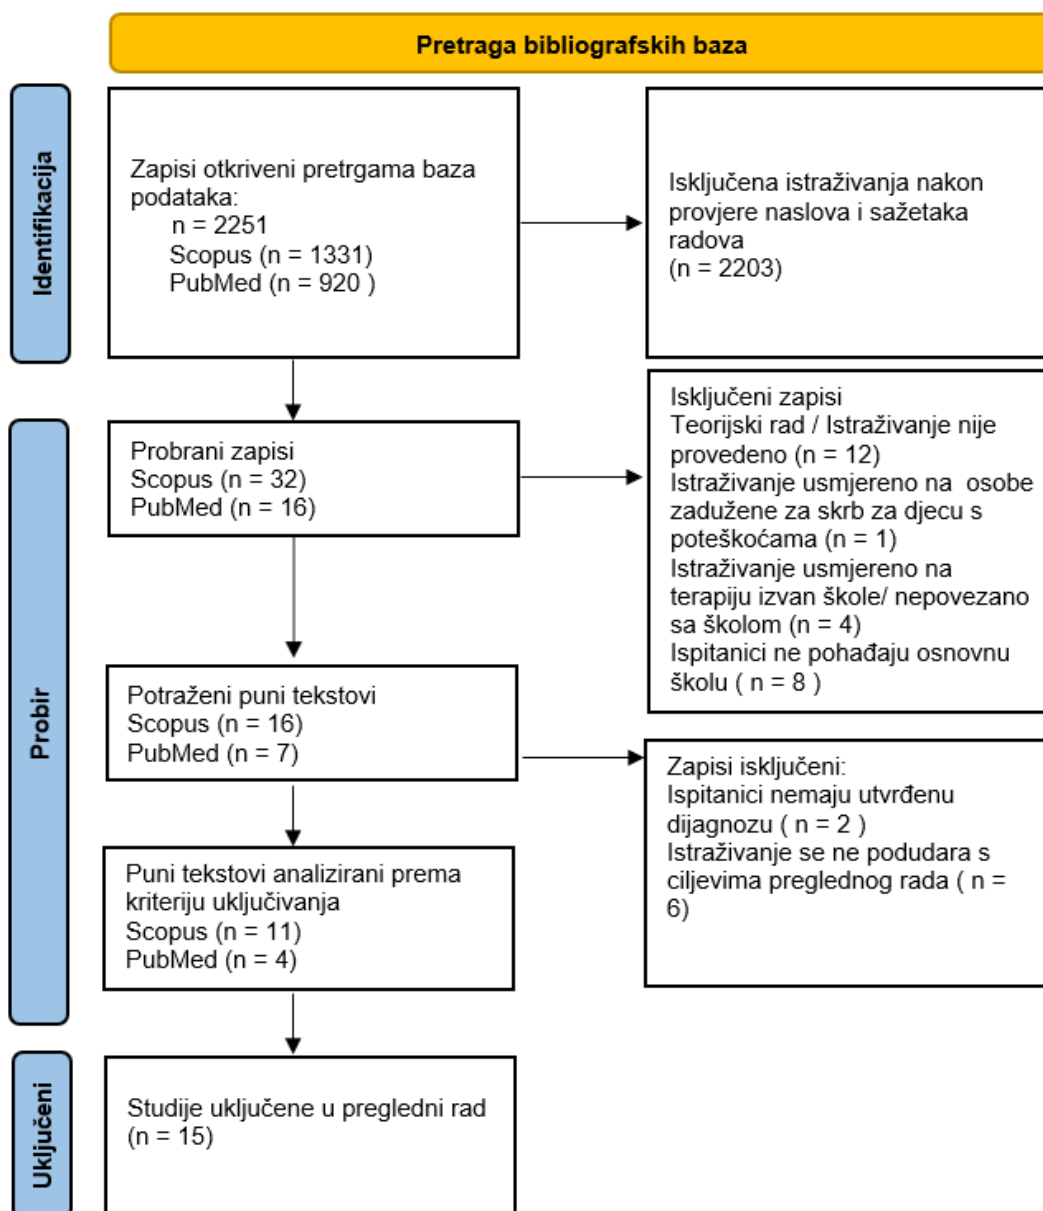 Pretraga bibliografskih baza
Identifikacija
Zapisi otkriveni pretrgama baza
podataka:
n = 2251
Scopus (n = 1331)
PubMed (n = 920 )
Isključena istraživanja nakon
provjere naslova i sažetaka
radova
(n = 2203)
Probir
Probrani zapisi
Scopus (n = 32)
PubMed (n = 16)
Isključeni zapisi
Teorijski rad / Istraživanje nije
provedeno (n = 12)
Istraživanje usmjereno na  osobe
zadužene za skrb za djecu s
poteškoćama (n = 1)
Istraživanje usmjereno na
terapiju izvan škole/ nepovezano
sa školom (n = 4)
Ispitanici ne pohađaju osnovnu
školu ( n = 8 )
Potraženi puni tekstovi
Scopus (n = 16)
PubMed (n = 7)
Zapisi isključeni:
Ispitanici nemaju utvrđenu
dijagnozu ( n = 2 )
Istraživanje se ne podudara s
ciljevima preglednog rada ( n =
6)
Puni tekstovi analizirani prema
kriteriju uključivanja
Scopus (n = 11)
PubMed (n = 4)
Uključeni
Studije uključene u pregledni rad
(n = 15)